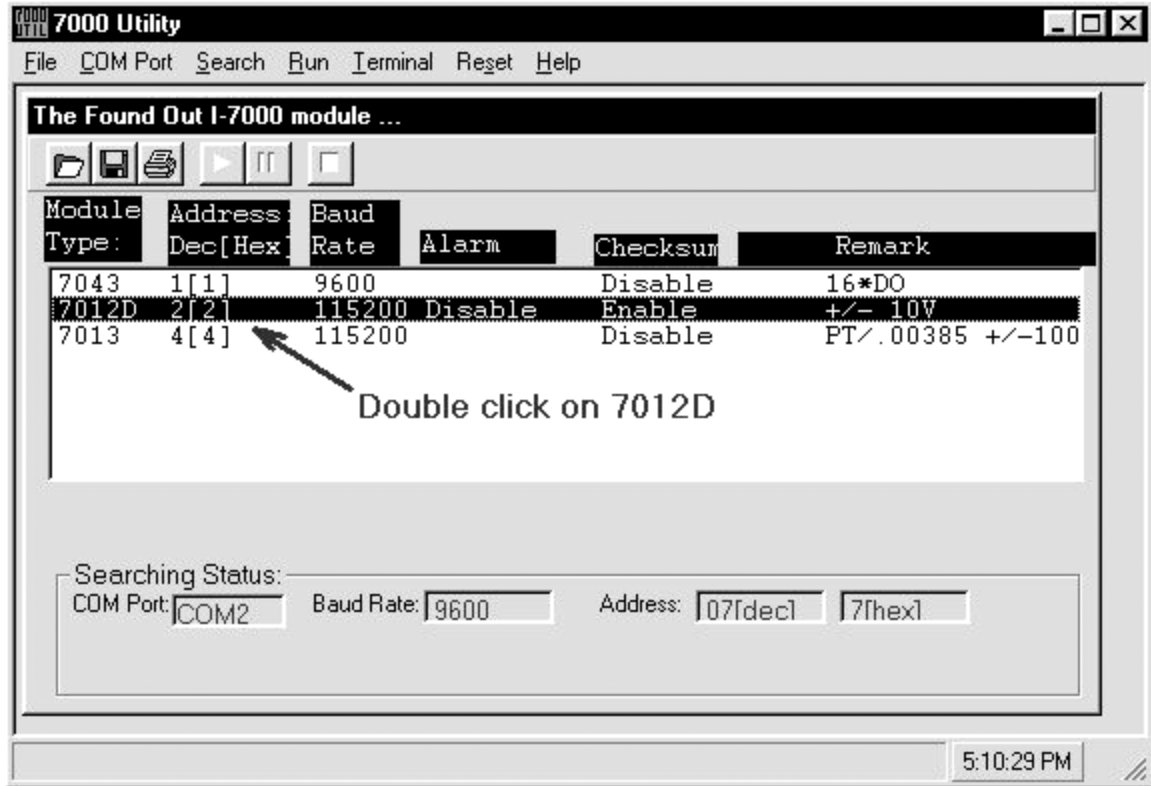 7000 Utility
File COM Port Search Run Terminal Reset Help
The Found Out I-7000 module ...
Module Type: Address: Dec[Hex] Baud Rate Alarm Checksum Remark
7043 1[1] 9600 Disable 16*DO
7012D 2[2] 115200 Disable Enable +/- 10V
7013 4[4] 115200 Disable PT/.00385 +/-100
Double click on 7012D
Searching Status:
COM Port: COM2 Baud Rate: 9600 Address: 07[dec] 7[hex]
5:10:29 PM